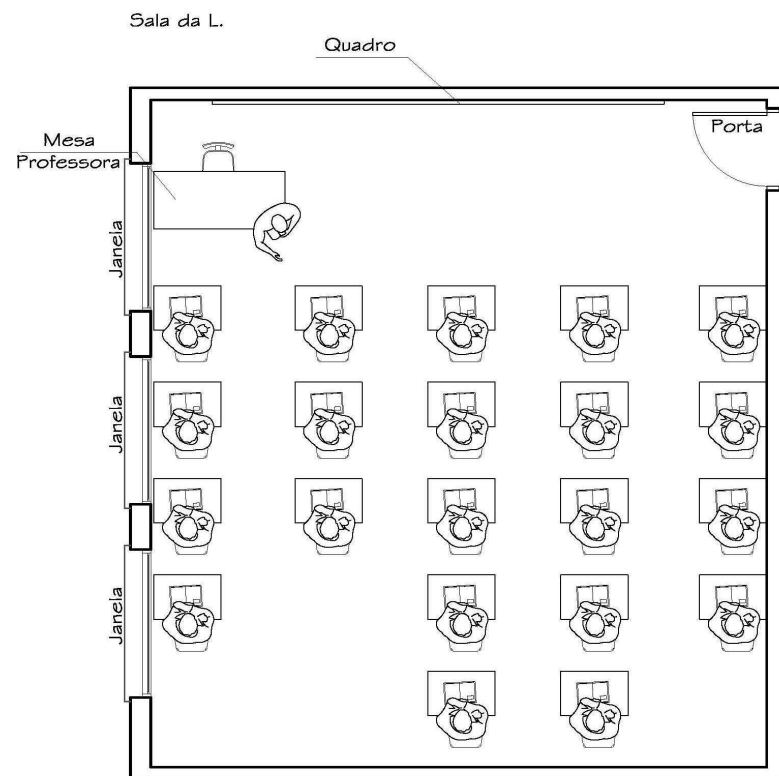 Sala da L.
Quadro
Porta
Mesa
Professora
Janela
Janela
Janela